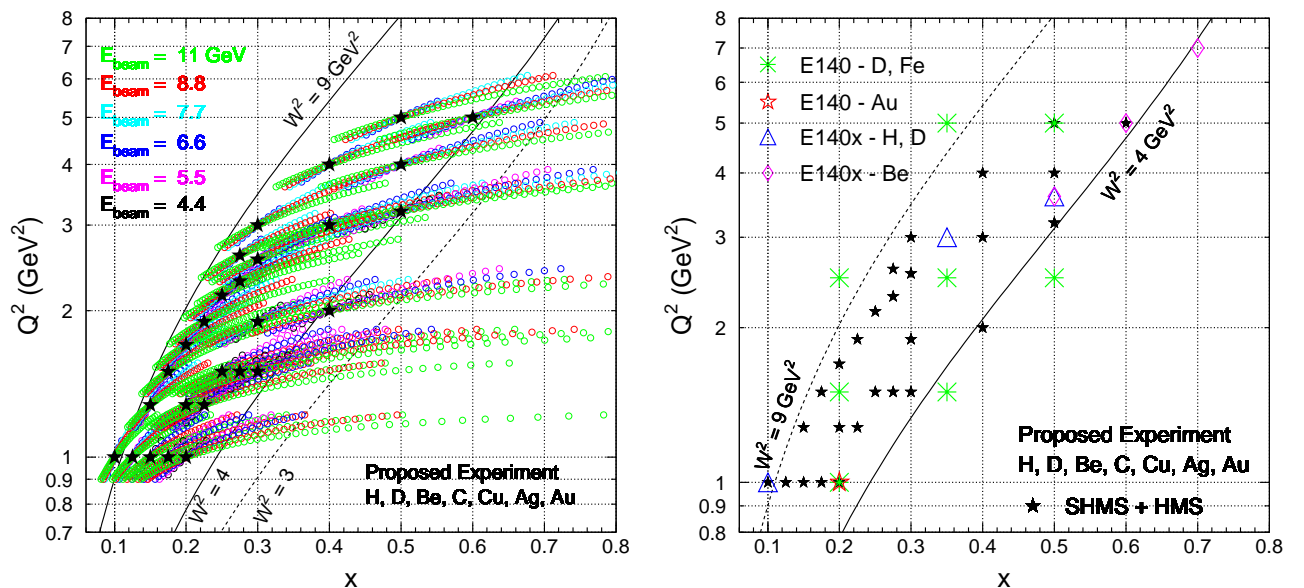 8
7
6
5
4
3
2
1
0.9
0.8
0.7
Q² (GeV²)
E_beam = 11 GeV
E_beam = 8.8
E_beam = 7.7
E_beam = 6.6
E_beam = 5.5
E_beam = 4.4
W² = 9 GeV²
W² = 4
W² = 3
Proposed Experiment
H, D, Be, C, Cu, Ag, Au
0.1 0.2 0.3 0.4 0.5 0.6 0.7 0.8
x
8
7
6
5
4
3
2
1
0.9
0.8
Q² (GeV²)
E140 - D, Fe
E140 - Au
E140x - H, D
E140x - Be
W² = 4 GeV²
W² = 9 GeV²
Proposed Experiment
H, D, Be, C, Cu, Ag, Au
SHMS + HMS
0.1 0.2 0.3 0.4 0.5 0.6 0.7 0.8
x